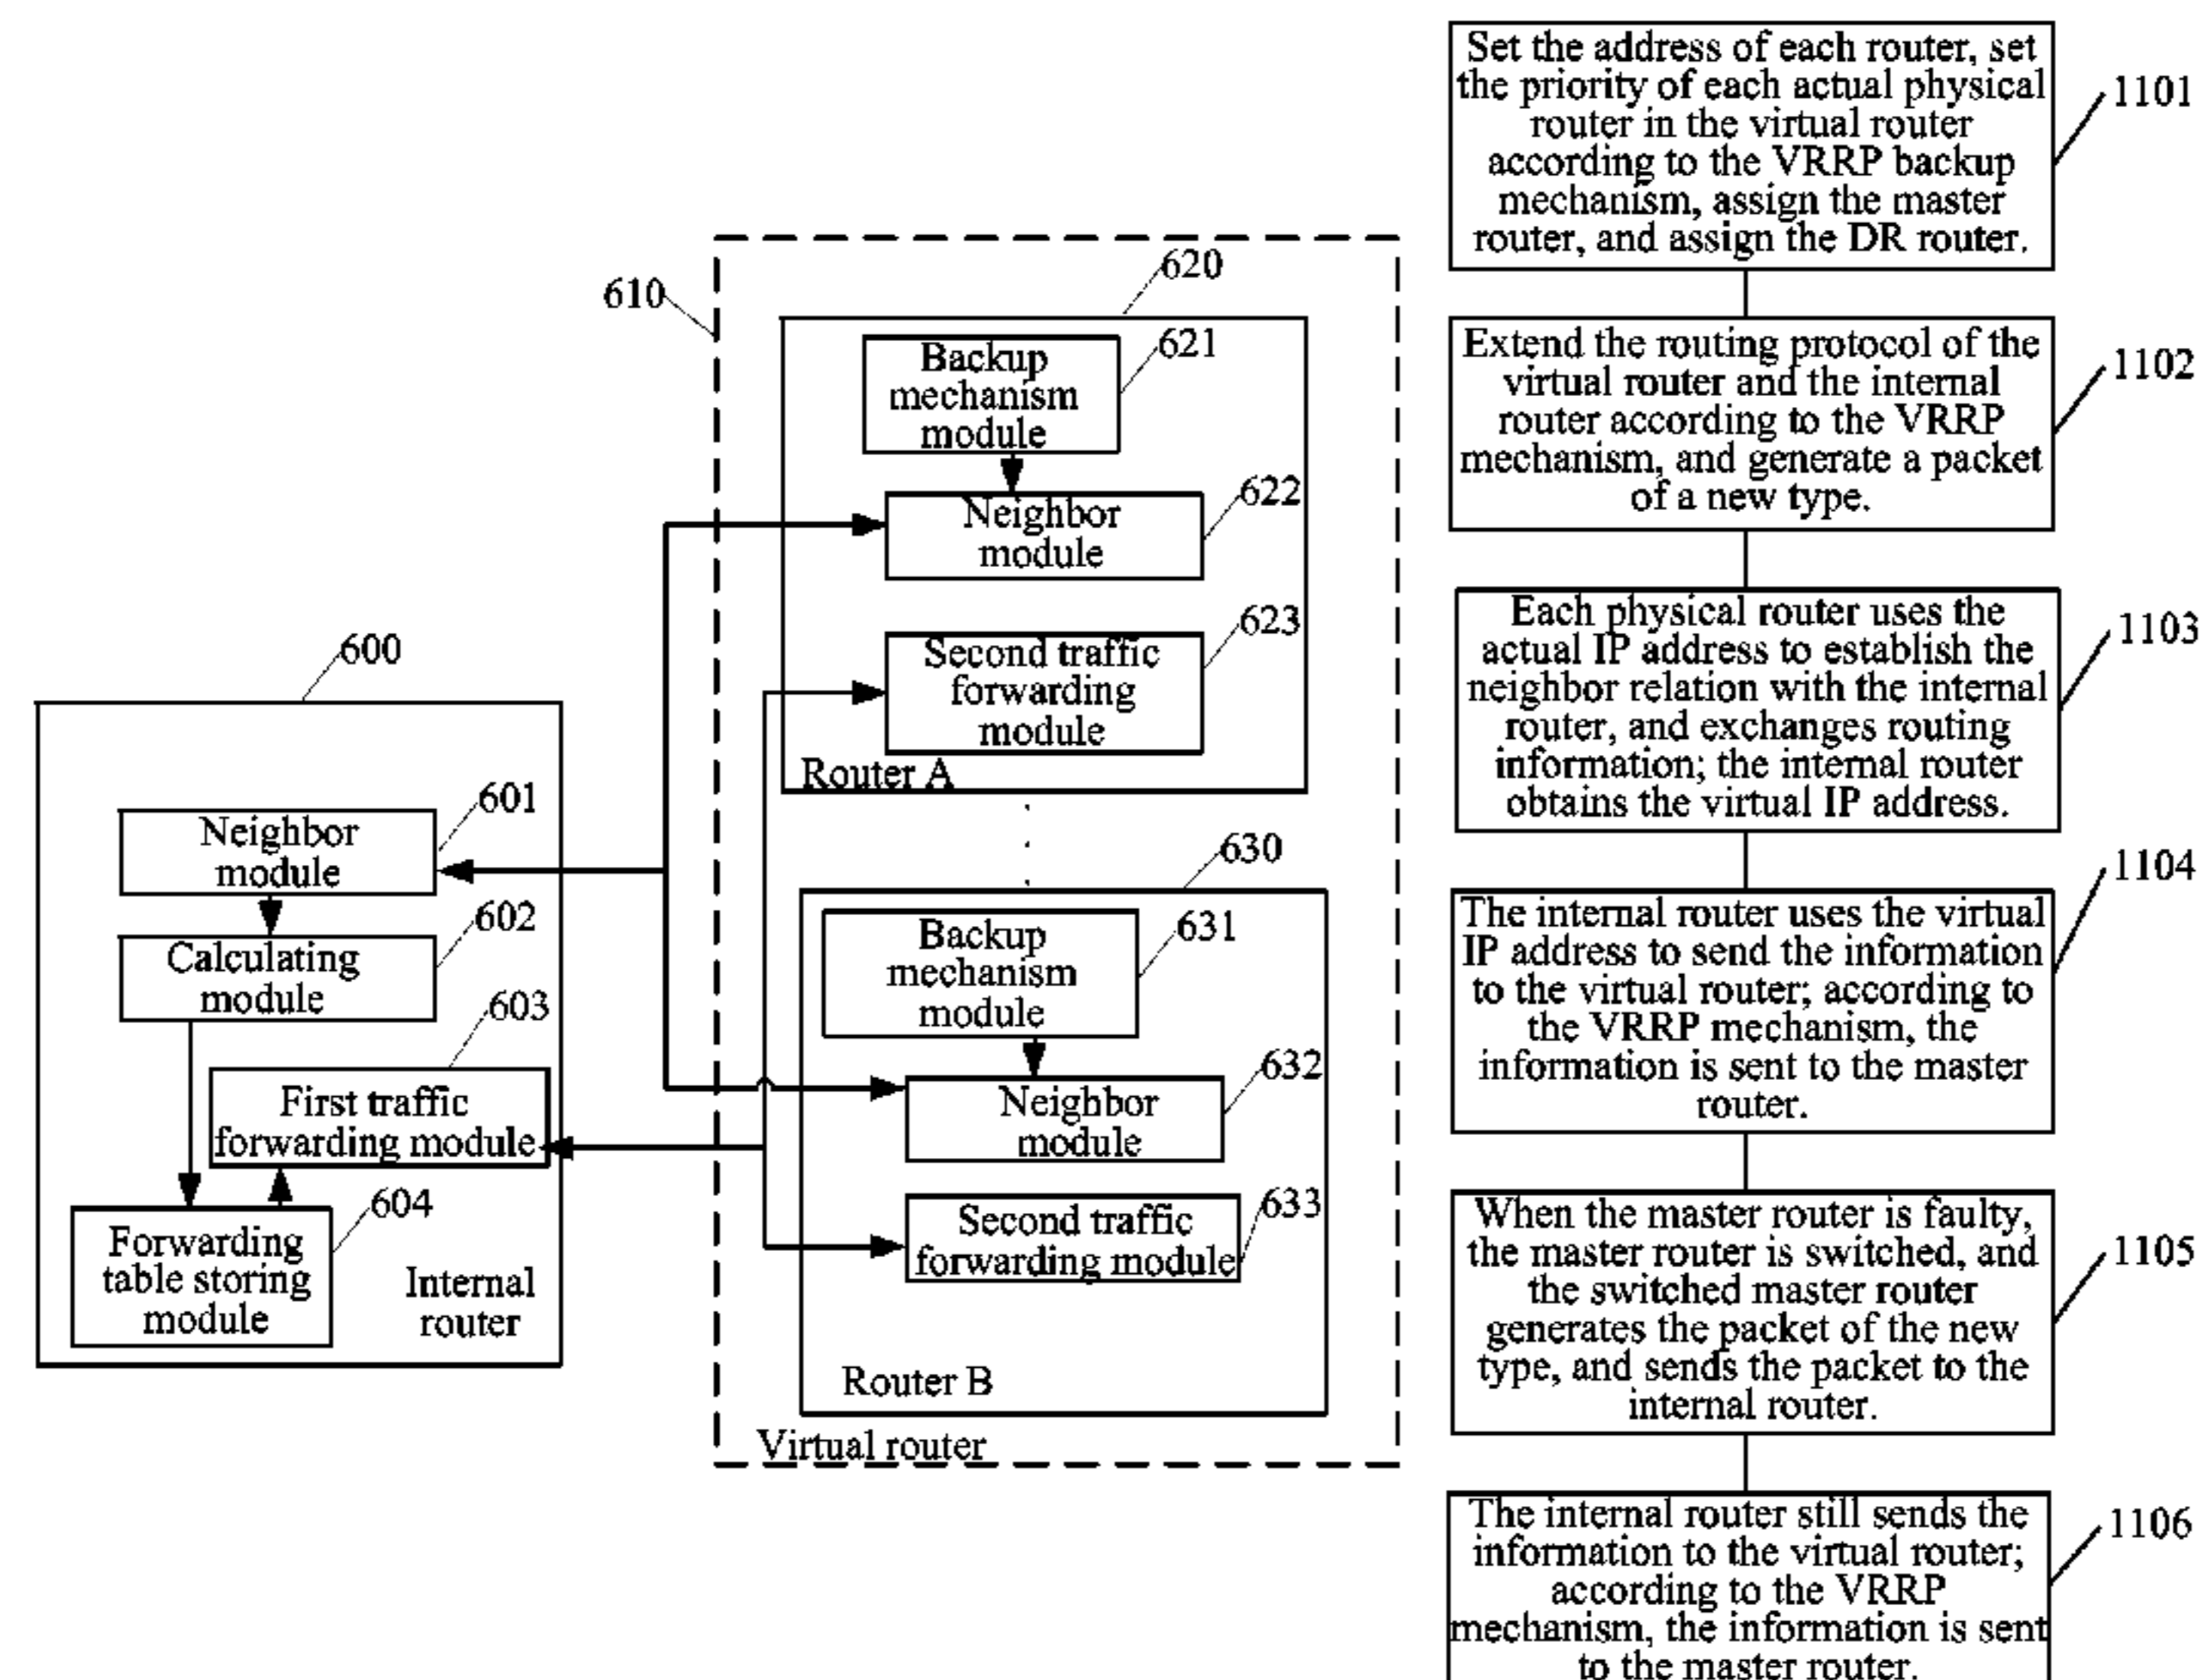 610
620
621
Backup
mechanism
module
622
Neighbor
module
623
Second traffic
forwarding
module
Router A
600
601
Neighbor
module
602
Calculating
module
603
First traffic
forwarding module
604
Forwarding
table storing
module
Internal
router
630
631
Backup
mechanism
module
632
Neighbor
module
633
Second traffic
forwarding module
Router B
Virtual router
Set the address of each router, set
the priority of each actual physical
router in the virtual router
according to the VRRP backup
mechanism, assign the master
router, and assign the DR router.
1101
Extend the routing protocol of the
virtual router and the internal
router according to the VRRP
mechanism, and generate a packet
of a new type.
1102
Each physical router uses the
actual IP address to establish the
neighbor relation with the internal
router, and exchanges routing
information; the internal router
obtains the virtual IP address.
1103
The internal router uses the virtual
IP address to send the information
to the virtual router; according to
the VRRP mechanism, the
information is sent to the master
router.
1104
When the master router is faulty,
the master router is switched, and
the switched master router
generates the packet of the new
type, and sends the packet to the
internal router.
1105
The internal router still sends the
information to the virtual router;
according to the VRRP
mechanism, the information is sent
to the master router.
1106